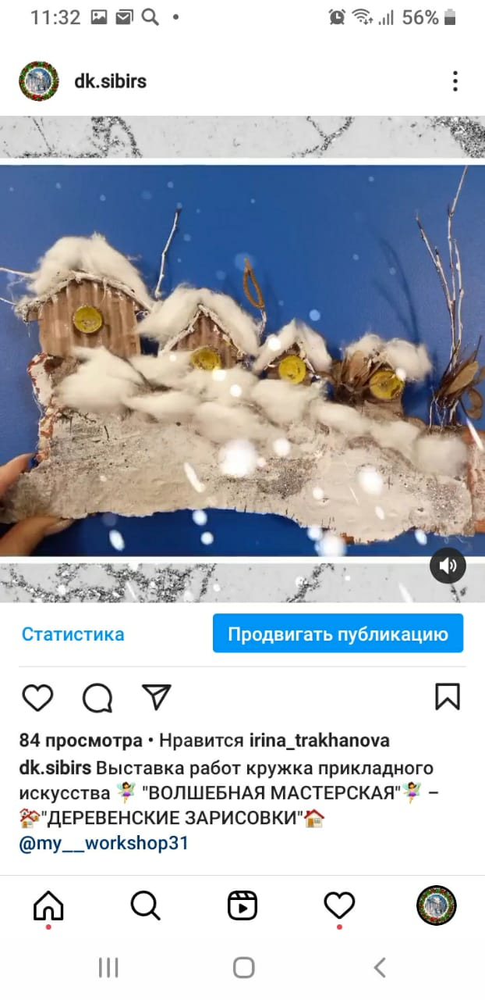 11:32 56%
dk.sibirs
Статистика Продвигать публикацию
84 просмотра • Нравится irina_trakhanova
dk.sibirs Выставка работ кружка прикладного
искусства 🧚‍♀️ "ВОЛШЕБНАЯ МАСТЕРСКАЯ"🧚‍♀️ –
🏘️"ДЕРЕВЕНСКИЕ ЗАРИСОВКИ"🏠
@my__workshop31